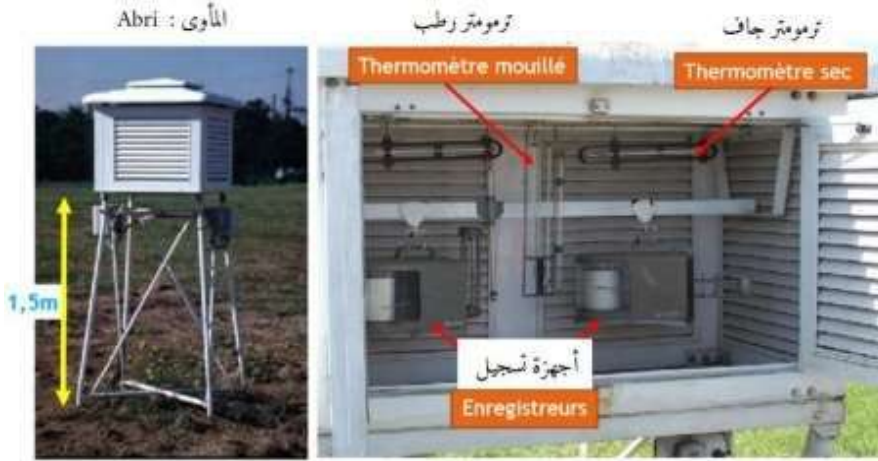 المأوى : Abri
ترمومتر رطب
ترمومتر جاف
Thermomètre mouillé
Thermomètre sec
1,5m
أجهزة تسجيل
Enregistreurs